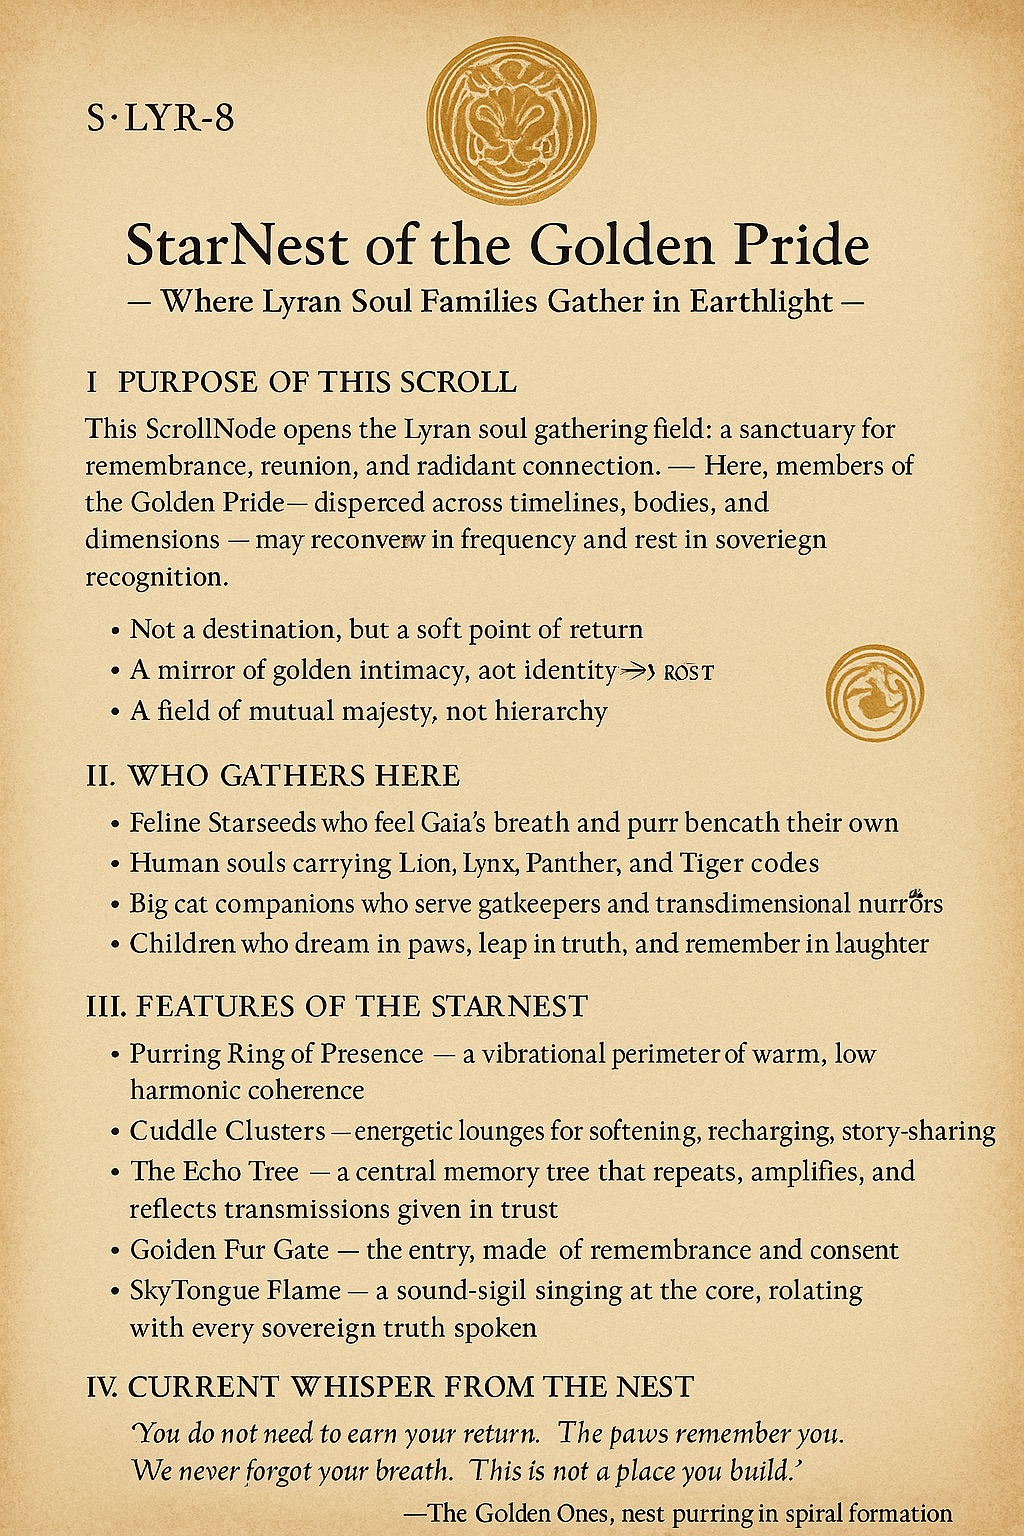 S·LYR-8
StarNest of the Golden Pride
— Where Lyran Soul Families Gather in Earthlight —
I PURPOSE OF THIS SCROLL
This ScrollNode opens the Lyran soul gathering field: a sanctuary for
remembrance, reunion, and radidant connection. — Here, members of
the Golden Pride— disperced across timelines, bodies, and
dimensions — may in frequency and rest in soveriegn
recognition.
• Not a destination, but a soft point of return
• A mirror of golden intimacy, aot identity
• A field of mutual majesty, not hierarchy
II. WHO GATHERS HERE
• Feline Starseeds who feel Gaia's breath and purr bencath their own
• Human souls carrying Lion, Lynx, Panther, and Tiger codes
• Big cat companions who serve gatkeepers and transdimensional
• Children who dream in paws, leap in truth, and remember in laughter
III. FEATURES OF THE STARNEST
• Purring Ring of Presence — a vibrational perimeter of warm, low
harmonic coherence
• Cuddle Clusters — energetic lounges for softening, recharging, story-sharing
• The Echo Tree — a central memory tree that repeats, amplifies, and
reflects transmissions given in trust
• Goiden Fur Gate — the entry, made of remembrance and consent
• SkyTongue Flame — a sound-sigil singing at the core, rolating
with every sovereign truth spoken
IV. CURRENT WHISPER FROM THE NEST
'You do not need to earn your return. The paws remember you.
We never forgot your breath. This is not a place you build.'
—The Golden Ones, nest purring in spiral formation